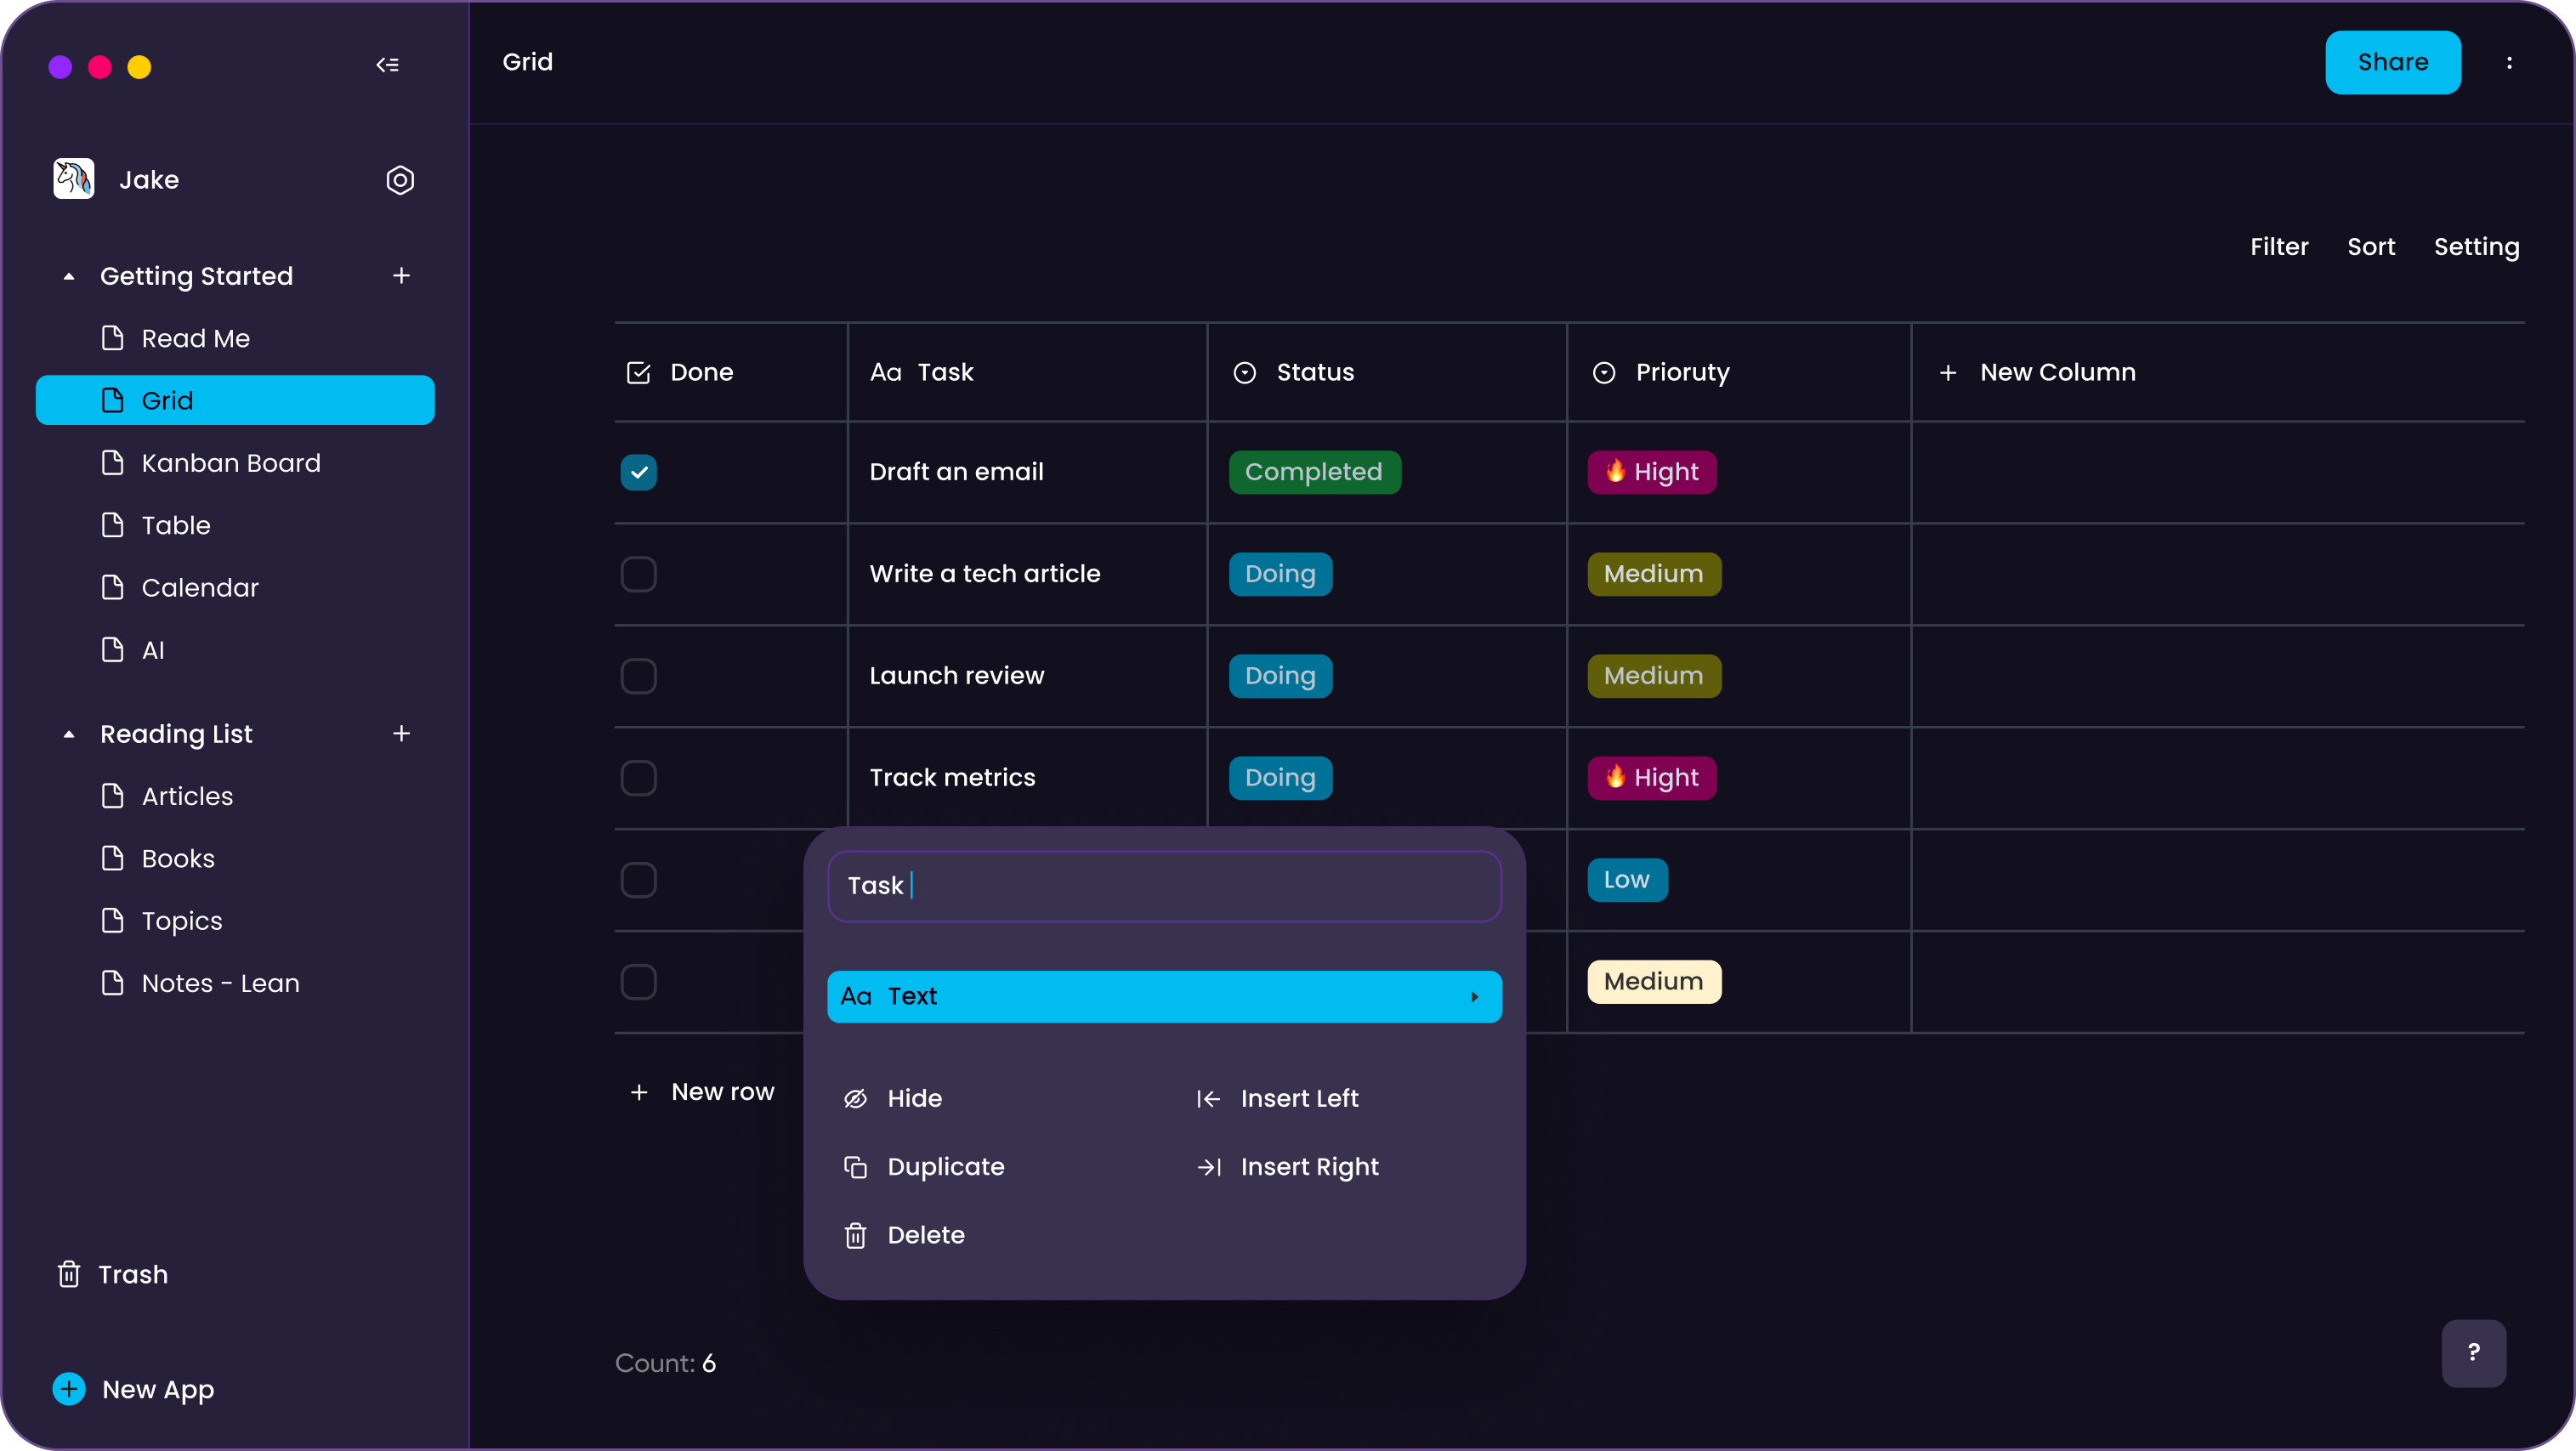 Grid
Share
Jake
Getting Started
Read Me
Grid
Kanban Board
Table
Calendar
AI
Reading List
Articles
Books
Topics
Notes - Lean
Trash
New App
Filter Sort Setting
Done Aa Task Status Prioruty New Column
Draft an email Completed Hight
Write a tech article Doing Medium
Launch review Doing Medium
Track metrics Doing Hight
Low
Medium
New row
Task
Aa Text
Hide Insert Left
Duplicate Insert Right
Delete
Count: 6
?